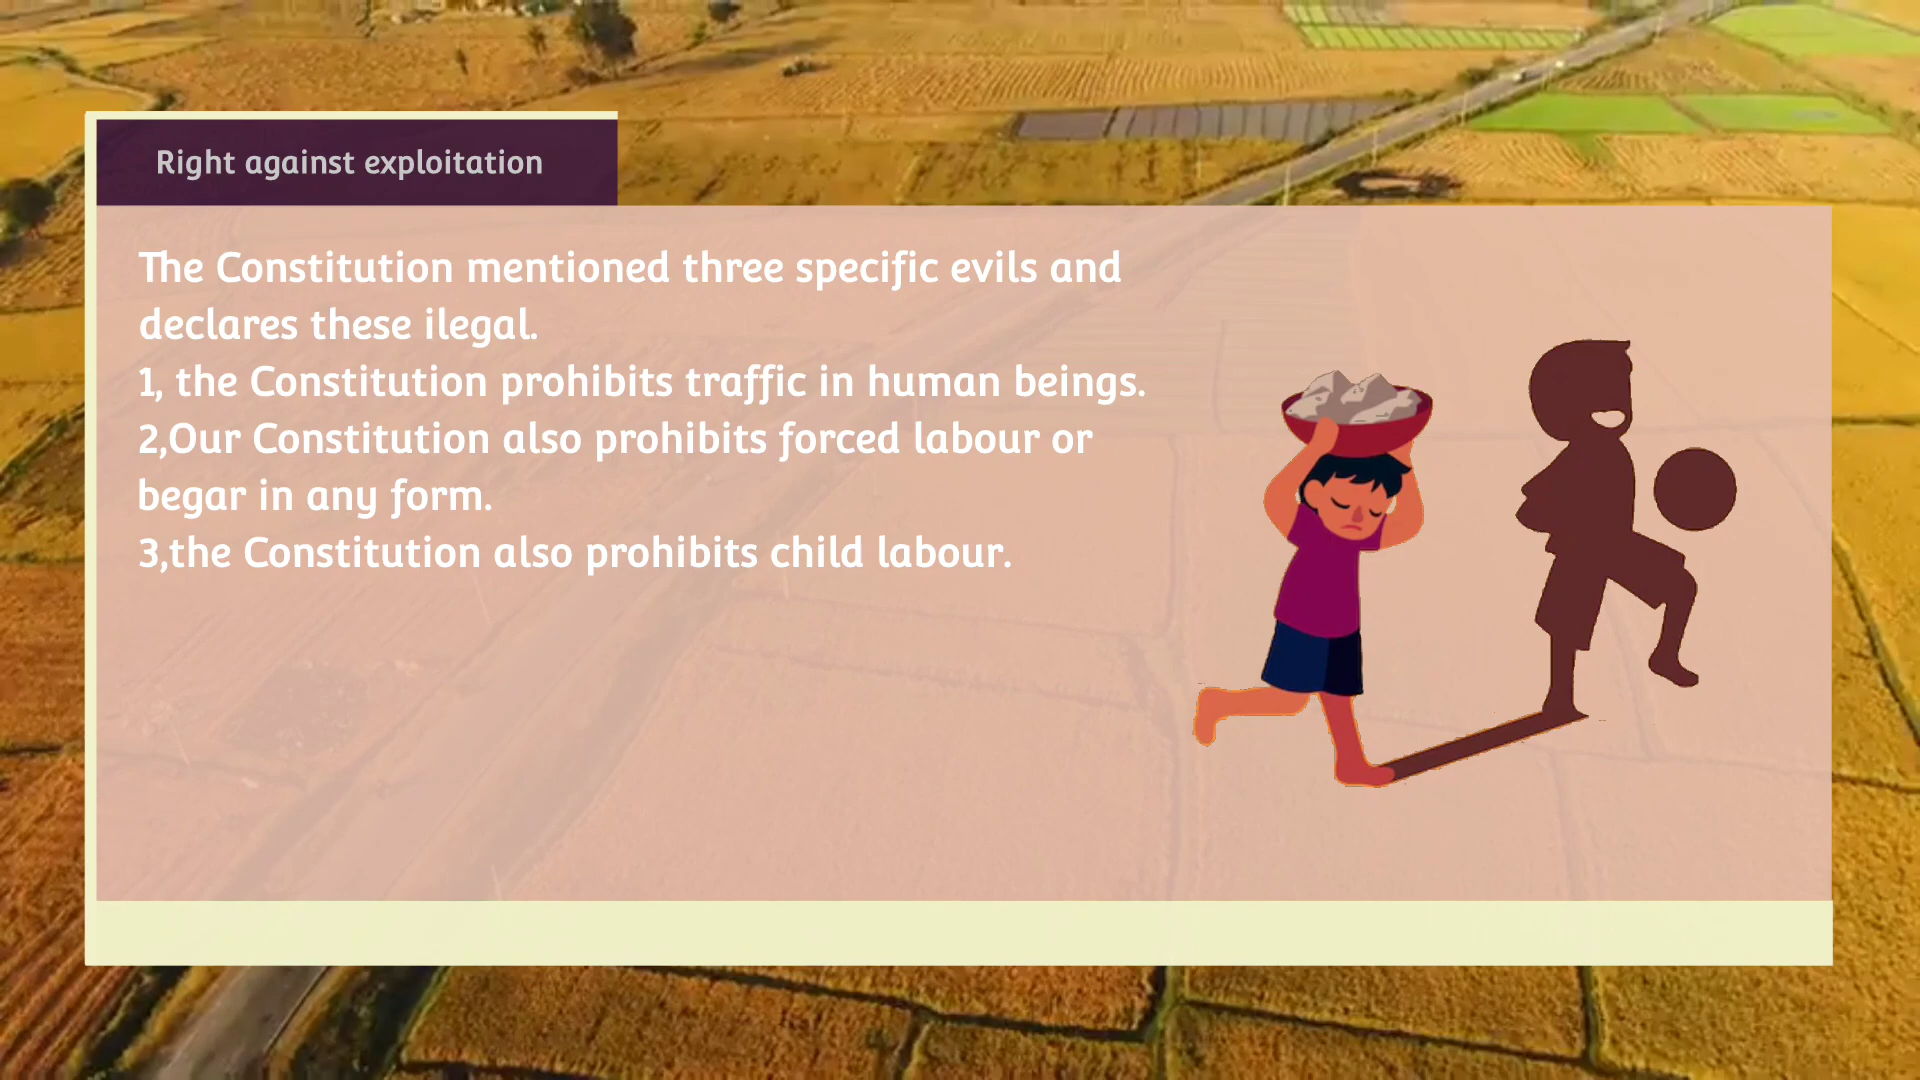 Right against exploitation
The Constitution mentioned three specific evils and
declares these ilegal.
1, the Constitution prohibits traffic in human beings.
2,Our Constitution also prohibits forced labour or
begar in any form.
3,the Constitution also prohibits child labour.